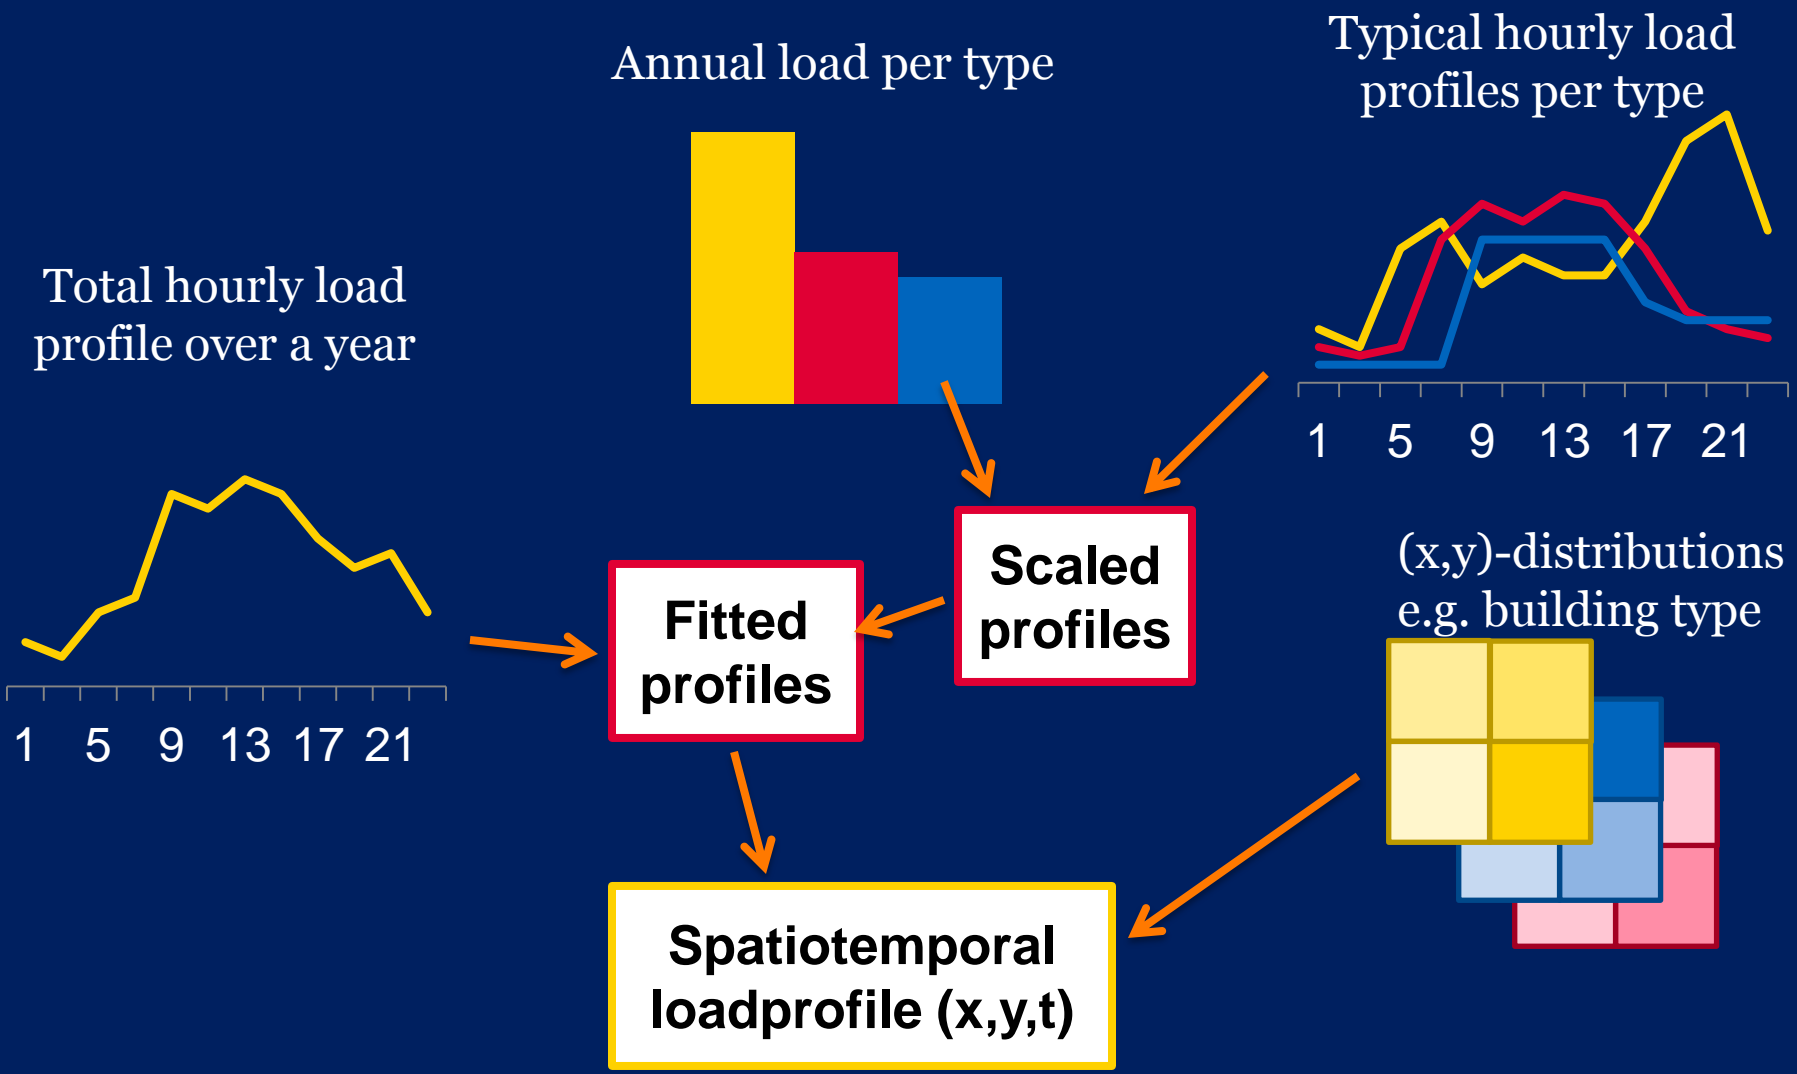 Annual load per type
Typical hourly load
profiles per type
1 5 9 13 17 21
Total hourly load
profile over a year
1 5 9 13 17 21
Scaled
profiles
Fitted
profiles
(x,y)-distributions
e.g. building type
Spatiotemporal
loadprofile (x,y,t)